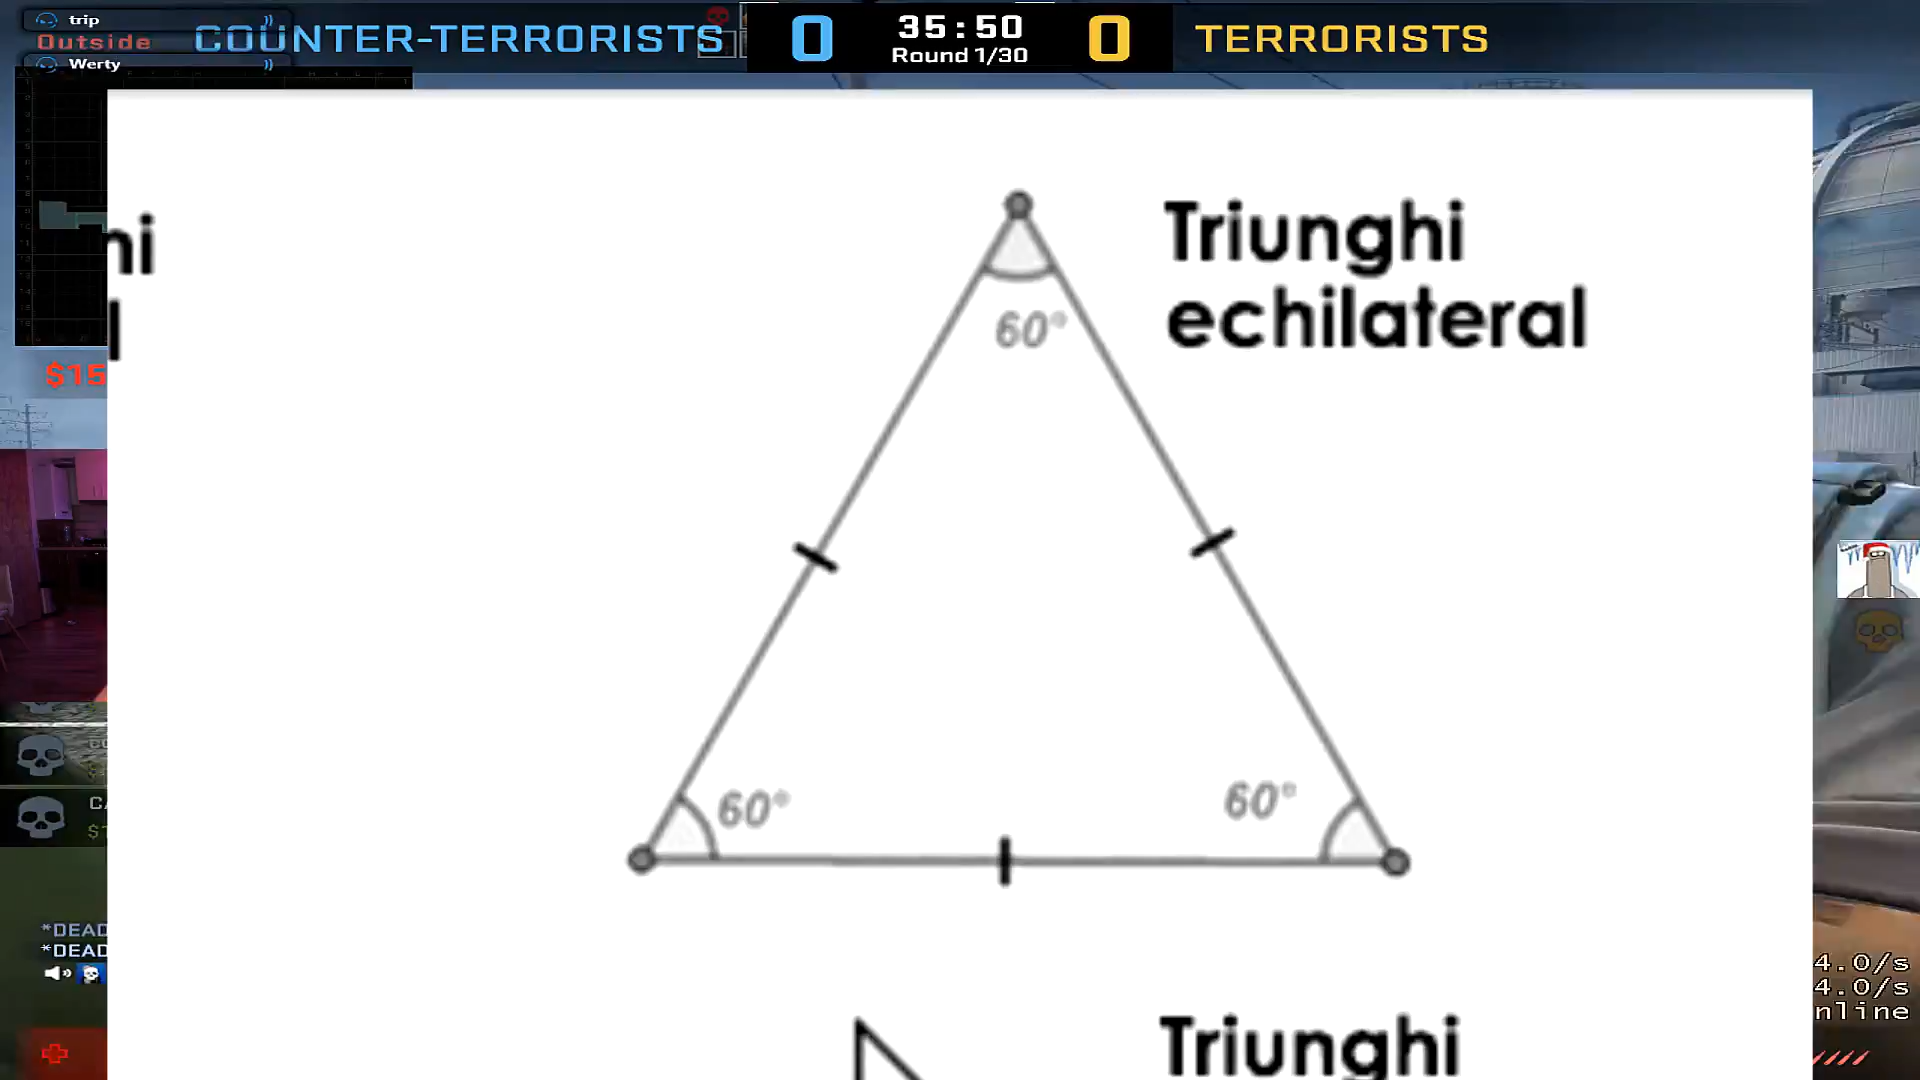 trip
Outside
Werty
COUNTER-TERRORISTS
0
35:50
Round 1/30
0
TERRORISTS
Triunghi
echilateral
60°
$15
60°
60°
*DEAD
*DEAD
4.0/s
4.0/s
nline
Triunghi